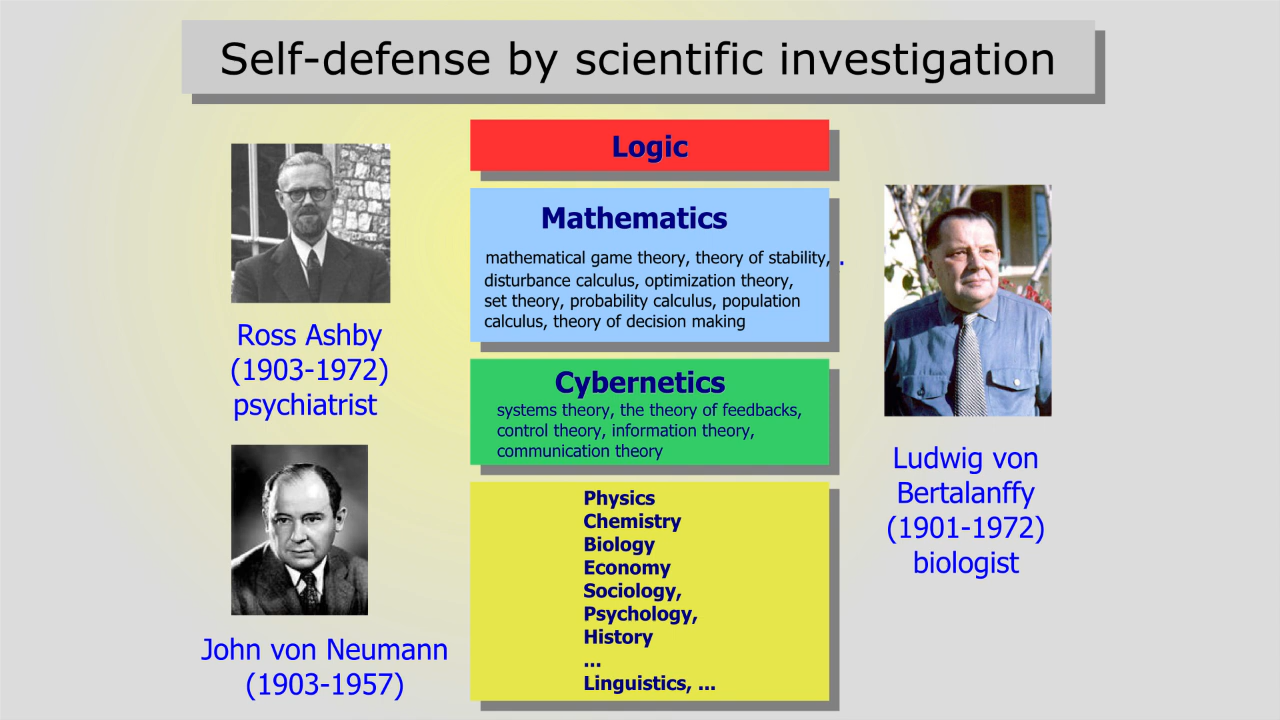 Self-defense by scientific investigation
Logic
Mathematics
mathematical game theory, theory of stability, .
disturbance calculus, optimization theory,
set theory, probability calculus, population
calculus, theory of decision making
Cybernetics
systems theory, the theory of feedbacks,
control theory, information theory,
communication theory
Physics
Chemistry
Biology
Economy
Sociology,
Psychology,
History
...
Linguistics, ...
Ross Ashby
(1903-1972)
psychiatrist
John von Neumann
(1903-1957)
Ludwig von
Bertalanffy
(1901-1972)
biologist